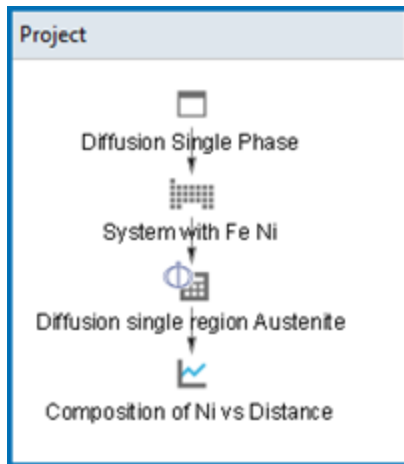 Project
Diffusion Single Phase
System with Fe Ni
Diffusion single region Austenite
Composition of Ni vs Distance